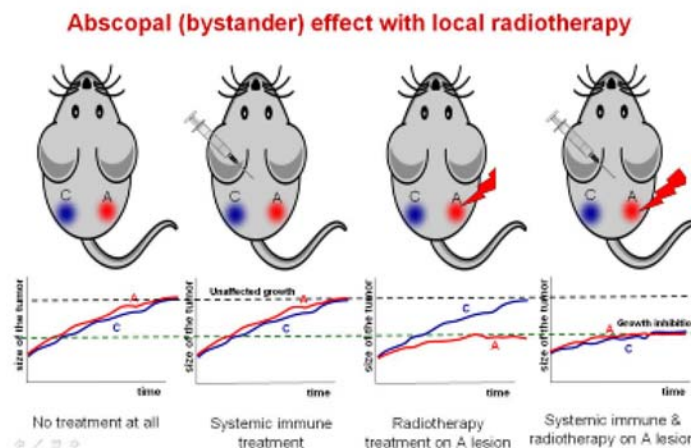 Abscopal (bystander) effect with local radiotherapy
C A
C A
C A
C A
size of the tumor
A
C
time
size of the tumor
Unaffected growth
A
C
time
size of the tumor
C
A
time
size of the tumor
Growth inhibitio
A
C
time
No treatment at all
Systemic immune
treatment
Radiotherapy
treatment on A lesion
Systemic immune &
radiotherapy on A lesion